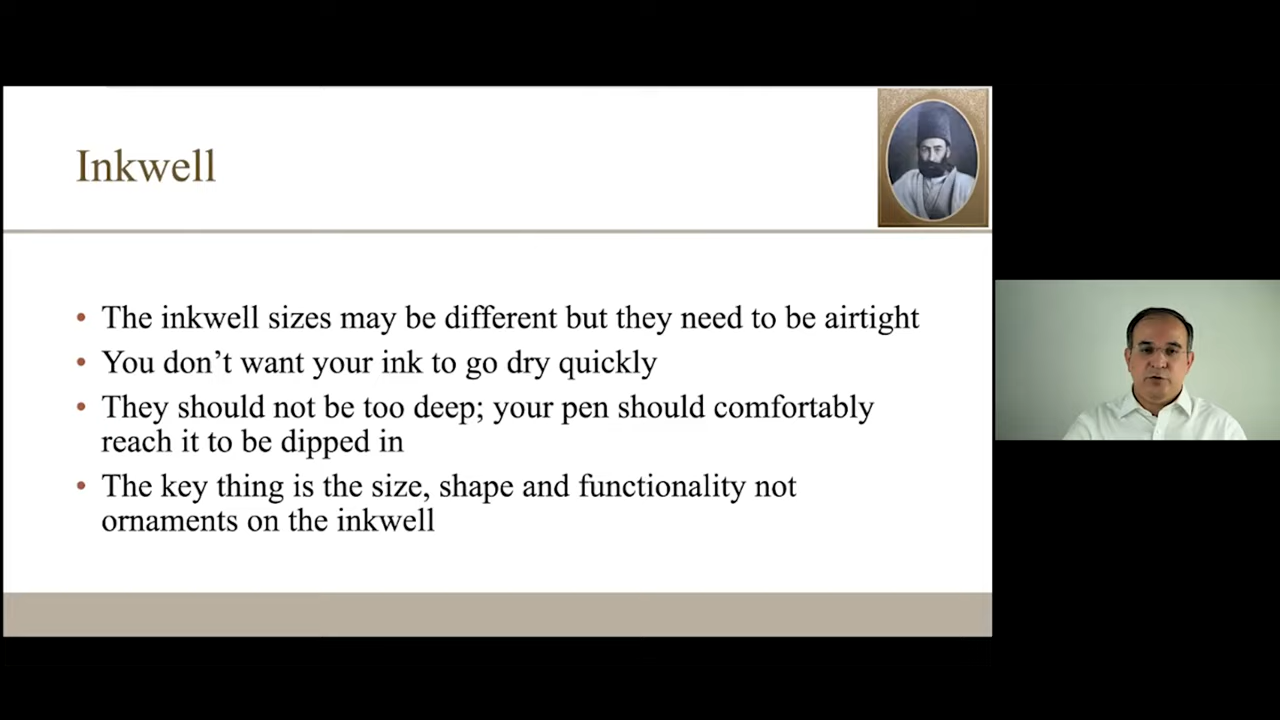 Inkwell
• The inkwell sizes may be different but they need to be airtight
• You don’t want your ink to go dry quickly
• They should not be too deep; your pen should comfortably
reach it to be dipped in
• The key thing is the size, shape and functionality not
ornaments on the inkwell